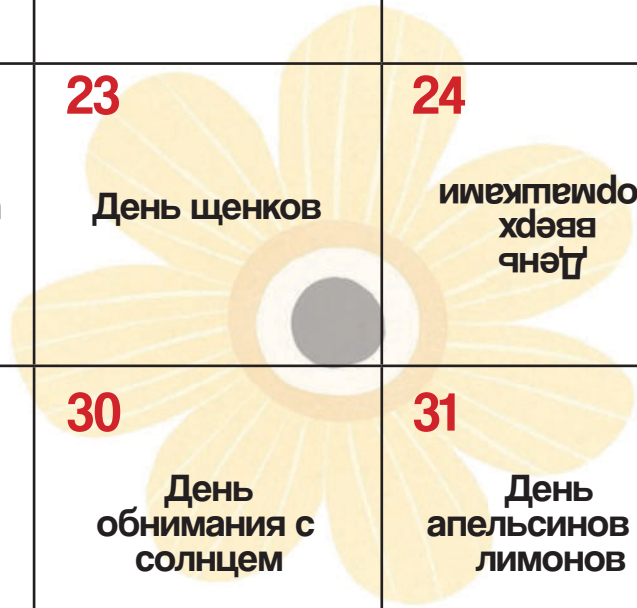 23
24
День щенков
День
вверх
ормашками
30
31
День
обнимания с
солнцем
День
апельсинов
лимонов